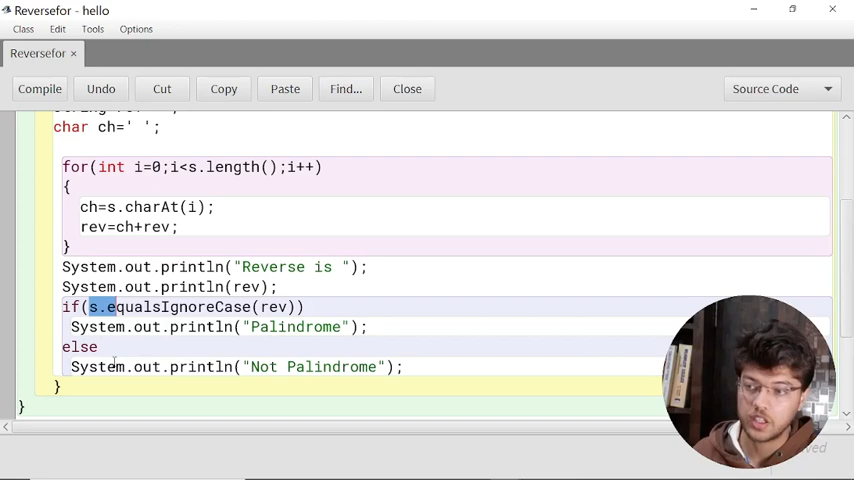 Reversefor - hello
Class Edit Tools Options
Reversefor ×
Compile Undo Cut Copy Paste Find... Close Source Code
char ch=' ';
for(int i=0;i<s.length();i++)
{
ch=s.charAt(i);
rev=ch+rev;
}
System.out.println("Reverse is ");
System.out.println(rev);
if(s.equalsIgnoreCase(rev))
System.out.println("Palindrome");
else
System.out.println("Not Palindrome");
}
}